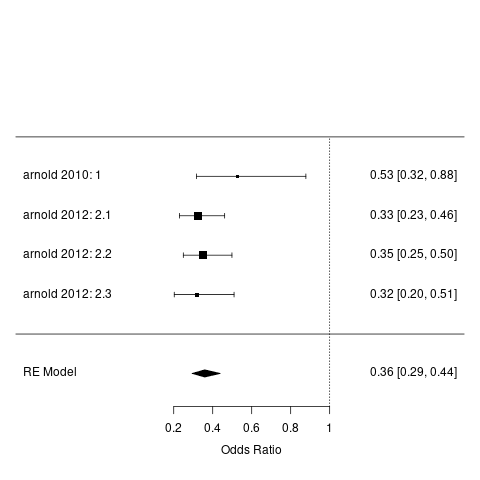 arnold 2010: 1 0.53 [0.32, 0.88]
arnold 2012: 2.1 0.33 [0.23, 0.46]
arnold 2012: 2.2 0.35 [0.25, 0.50]
arnold 2012: 2.3 0.32 [0.20, 0.51]
RE Model 0.36 [0.29, 0.44]
0.2 0.4 0.6 0.8 1
Odds Ratio